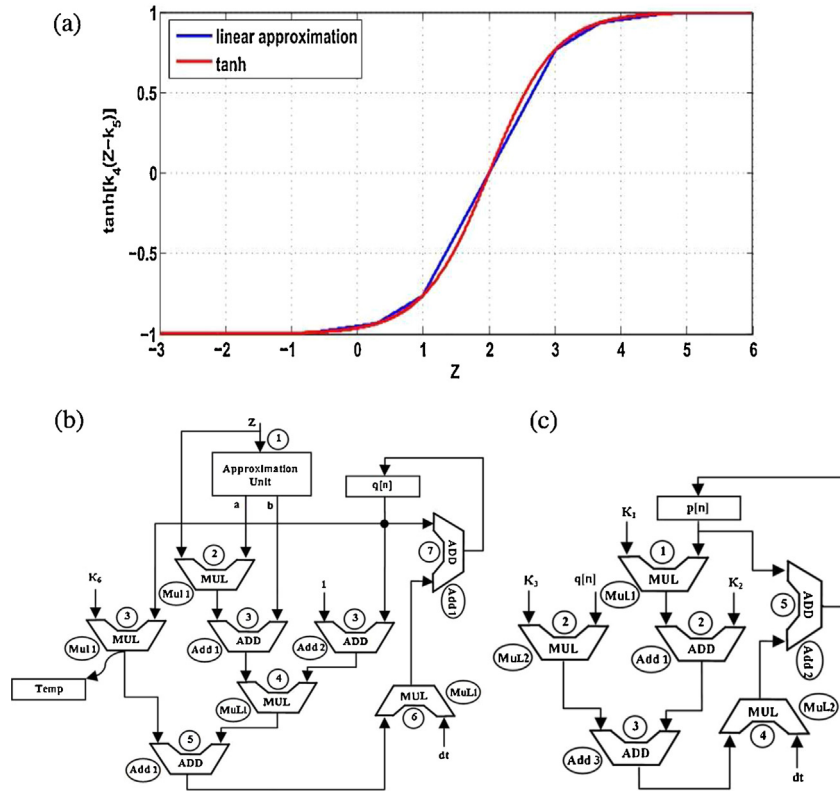 (a)
linear approximation
tanh
tanh[k4(Z−k5)]
1
0.5
0
−0.5
−1
−3 −2 −1 0 1 2 3 4 5 6
Z
(b)
Z
1
Approximation
Unit
a b
q[n]
2
MUL
Mul 1
7
ADD
Add 1
K6
3
MUL
Mul 1
3
ADD
Add 1
1
3
ADD
Add 2
Temp
4
MUL
MuL1
MUL
MuL1
6
dt
5
ADD
Add 1
(c)
p[n]
K1
1
MUL
MuL1
5
ADD
Add 2
K3 q[n]
2
MUL
MuL2
K2
2
ADD
Add 1
3
ADD
Add 3
MUL
MuL2
4
dt